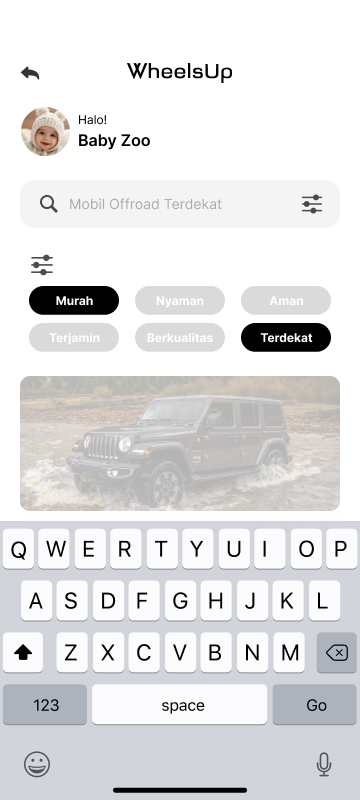 WheelsUp
Halo!
Baby Zoo
Mobil Offroad Terdekat
Murah Nyaman Aman
Terjamin Berkualitas Terdekat
Q W E R T Y U I O P
A S D F G H J K L
Z X C V B N M
123 space Go